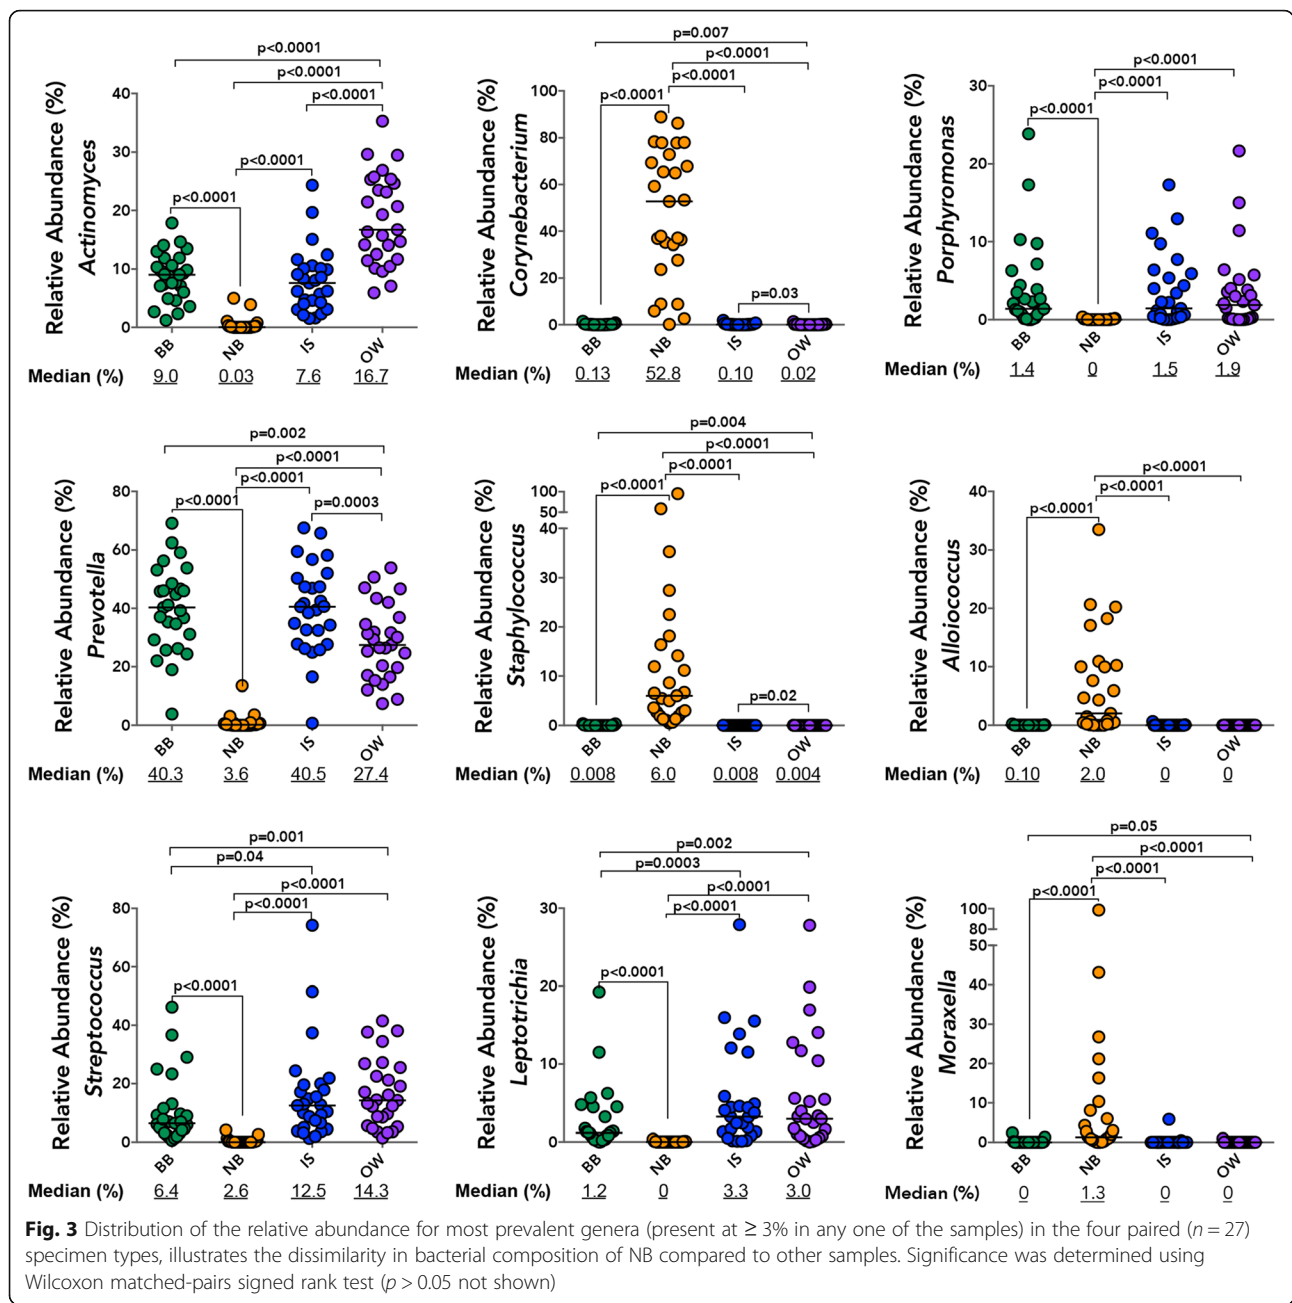 p<0.0001
p<0.0001
p<0.0001
p<0.0001
p<0.0001
Relative Abundance (%)
Actinomyces
40
30
20
10
0
BB NB IS OW
Median (%) 9.0 0.03 7.6 16.7
p=0.007
p<0.0001
p<0.0001
p<0.0001
p=0.03
Relative Abundance (%)
Corynebacterium
100
80
60
40
20
0
BB NB IS OW
Median (%) 0.13 52.8 0.10 0.02
p<0.0001
p<0.0001
p<0.0001
Relative Abundance (%)
Porphyromonas
30
20
10
0
BB NB IS OW
Median (%) 1.4 0 1.5 1.9
p=0.002
p<0.0001
p<0.0001
p<0.0001
p=0.0003
Relative Abundance (%)
Prevotella
80
60
40
20
0
BB NB IS OW
Median (%) 40.3 3.6 40.5 27.4
p=0.004
p<0.0001
p<0.0001
p<0.0001
p=0.02
Relative Abundance (%)
Staphylococcus
100
50
40
30
20
10
0
BB NB IS OW
Median (%) 0.008 6.0 0.008 0.004
p<0.0001
p<0.0001
p<0.0001
Relative Abundance (%)
Alloiococcus
40
30
20
10
0
BB NB IS OW
Median (%) 0.10 2.0 0 0
p=0.001
p=0.04
p<0.0001
p<0.0001
p<0.0001
Relative Abundance (%)
Streptococcus
80
60
40
20
0
BB NB IS OW
Median (%) 6.4 2.6 12.5 14.3
p=0.002
p=0.0003
p<0.0001
p<0.0001
p<0.0001
Relative Abundance (%)
Leptotrichia
30
20
10
0
BB NB IS OW
Median (%) 1.2 0 3.3 3.0
p=0.05
p<0.0001
p<0.0001
p<0.0001
Relative Abundance (%)
Moraxella
100
80
50
40
30
20
10
0
BB NB IS OW
Median (%) 0 1.3 0 0
Fig. 3 Distribution of the relative abundance for most prevalent genera (present at ≥ 3% in any one of the samples) in the four paired (n = 27)
specimen types, illustrates the dissimilarity in bacterial composition of NB compared to other samples. Significance was determined using
Wilcoxon matched-pairs signed rank test (p > 0.05 not shown)